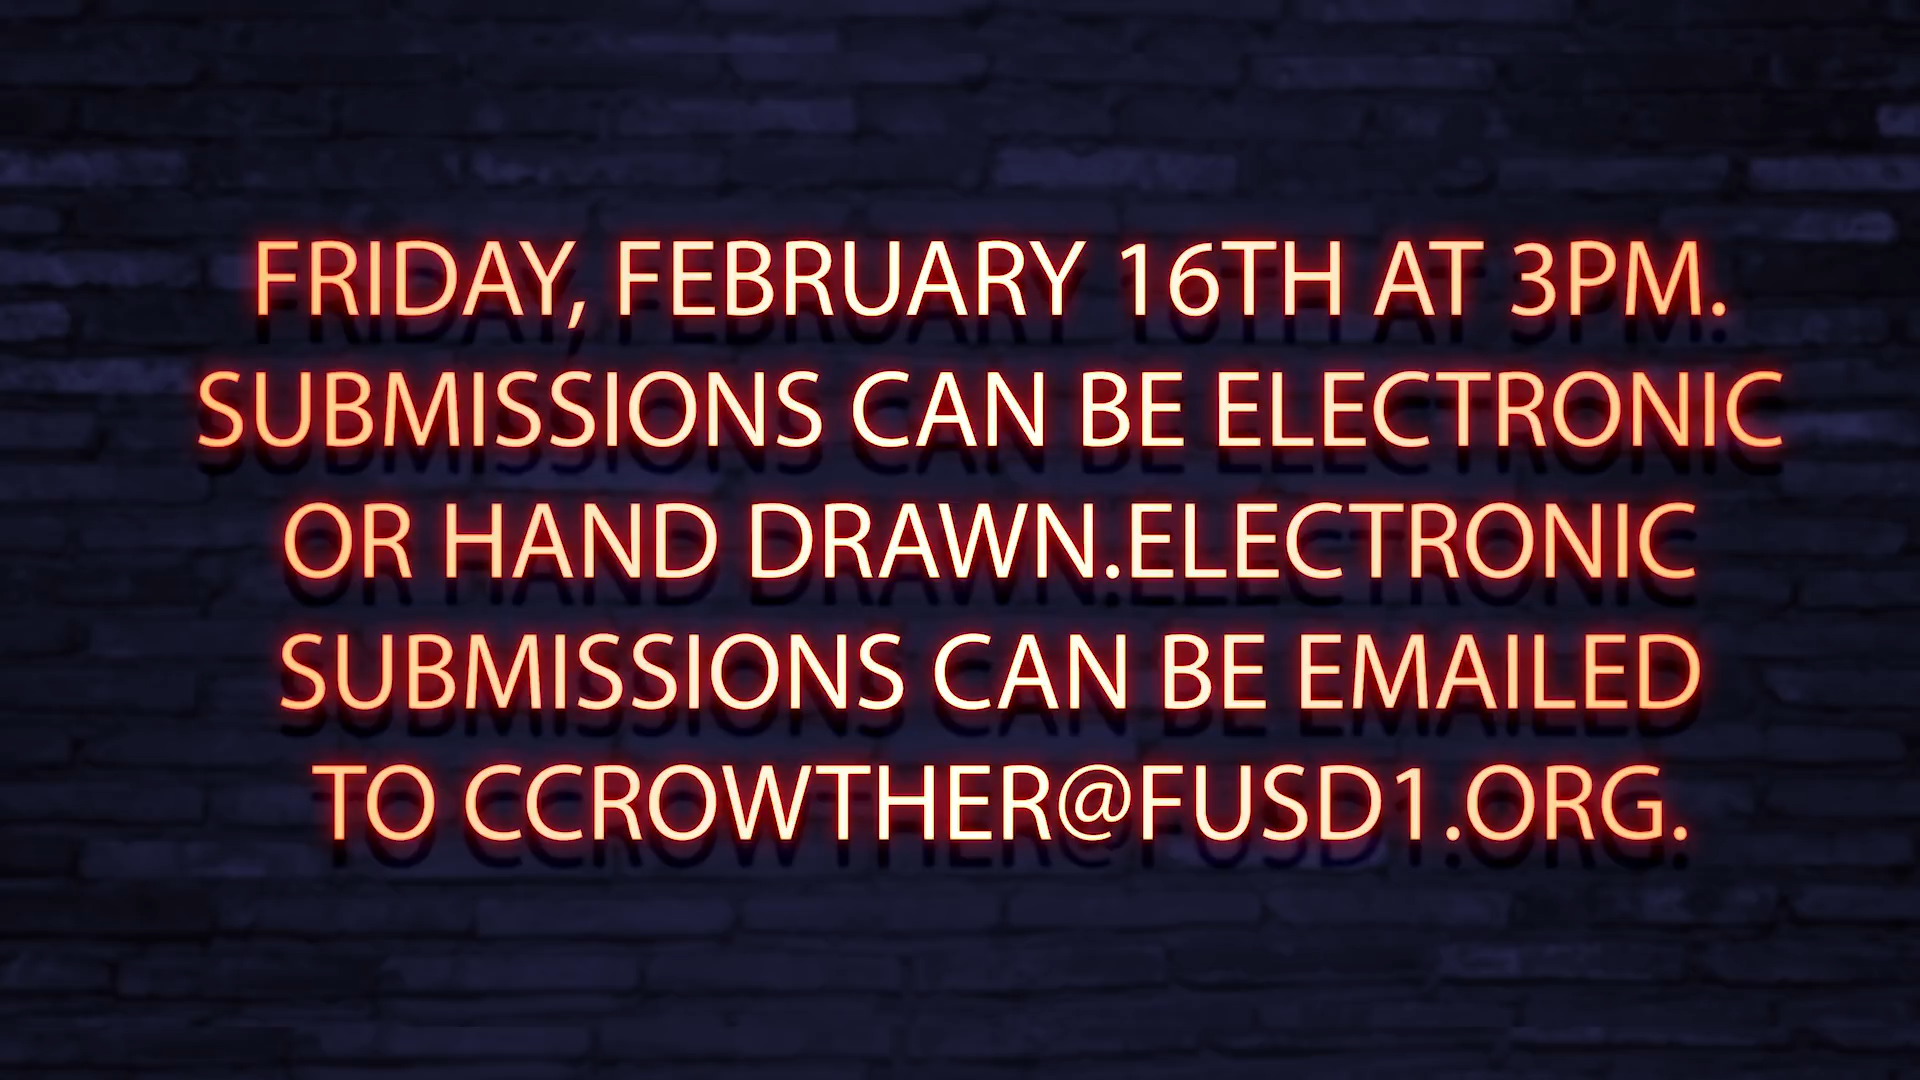 FRIDAY, FEBRUARY 16TH AT 3PM.
SUBMISSIONS CAN BE ELECTRONIC
OR HAND DRAWN.ELECTRONIC
SUBMISSIONS CAN BE EMAILED
TO CCROWTHER@FUSD1.ORG.